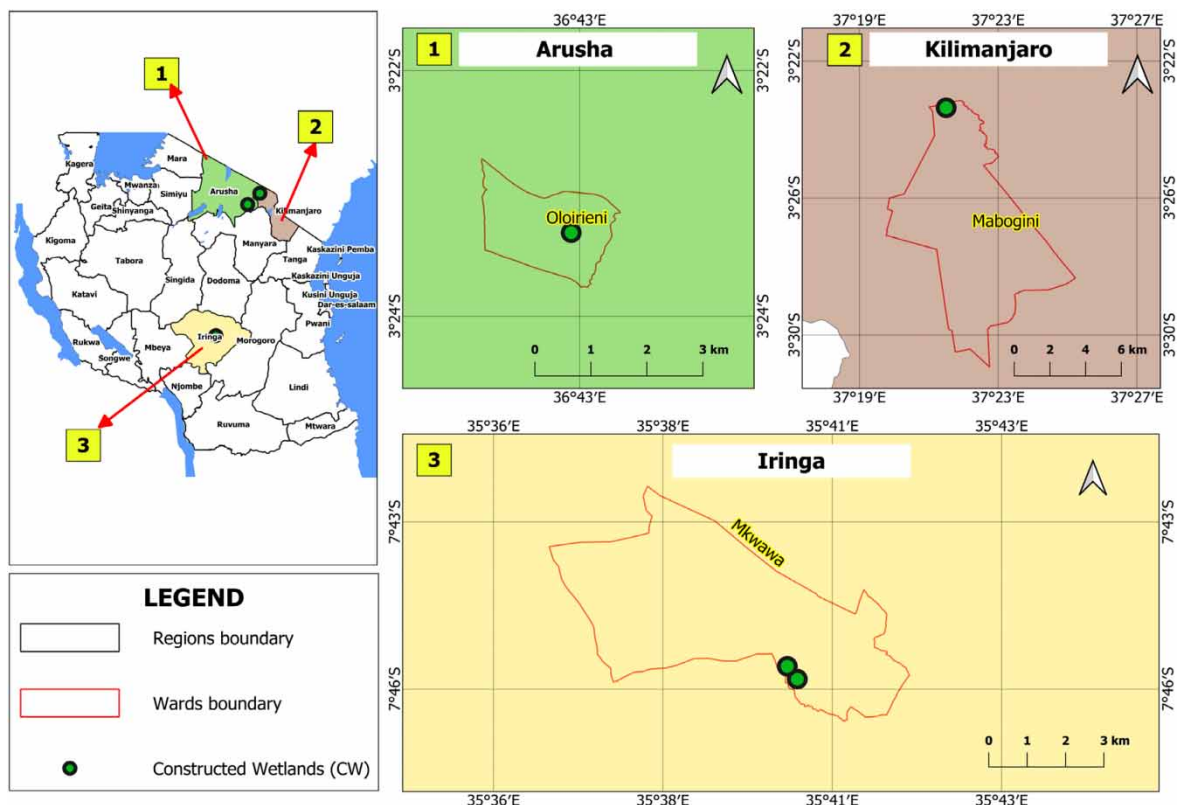 1
2
3
Kagera
Mara
Mwanza
Simiyu
Arusha
Kilimanjaro
Geita
Shinyanga
Kigoma
Tabora
Manyara
Tanga
Kaskazini Pemba
Kaskazini Unguja
Kusini Unguja
Dar-es-salaam
Pwani
Singida
Dodoma
Katavi
Rukwa
Songwe
Mbeya
Iringa
Morogoro
Njombe
Lindi
Ruvuma
Mtwara
LEGEND
Regions boundary
Wards boundary
Constructed Wetlands (CW)
36°43'E
1
Arusha
3°22'S
3°22'S
Oloirieni
3°24'S
3°24'S
0 1 2 3 km
36°43'E
37°19'E 37°23'E 37°27'E
2
Kilimanjaro
3°22'S
3°22'S
3°26'S
3°26'S
Mabogini
3°30'S
3°30'S
0 2 4 6 km
37°19'E 37°23'E 37°27'E
35°36'E 35°38'E 35°41'E 35°43'E
3
Iringa
7°43'S
7°43'S
Mkwawa
7°46'S
7°46'S
0 1 2 3 km
35°36'E 35°38'E 35°41'E 35°43'E